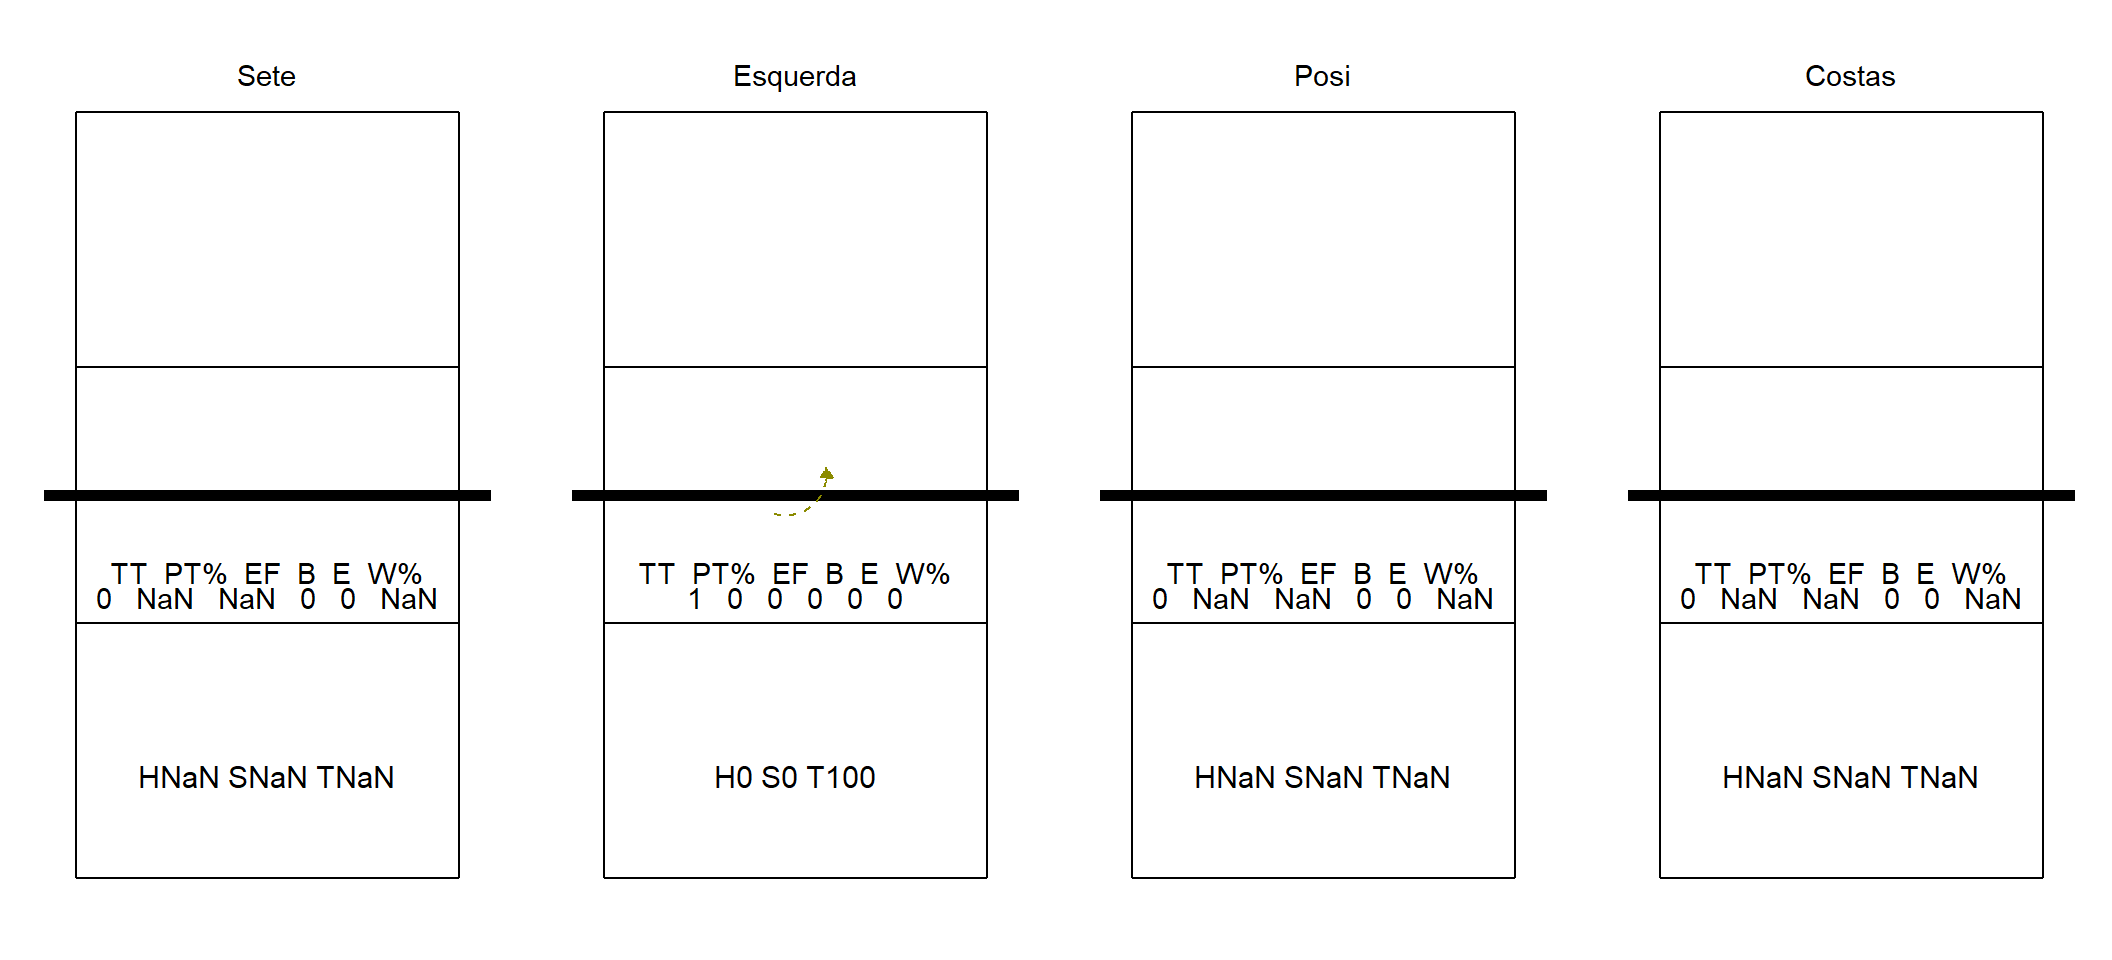 Sete
TT PT% EF B E W%
0 NaN NaN 0 0 NaN
HNaN SNaN TNaN
Esquerda
TT PT% EF B E W%
1 0 0 0 0 0
H0 S0 T100
Posi
TT PT% EF B E W%
0 NaN NaN 0 0 NaN
HNaN SNaN TNaN
Costas
TT PT% EF B E W%
0 NaN NaN 0 0 NaN
HNaN SNaN TNaN